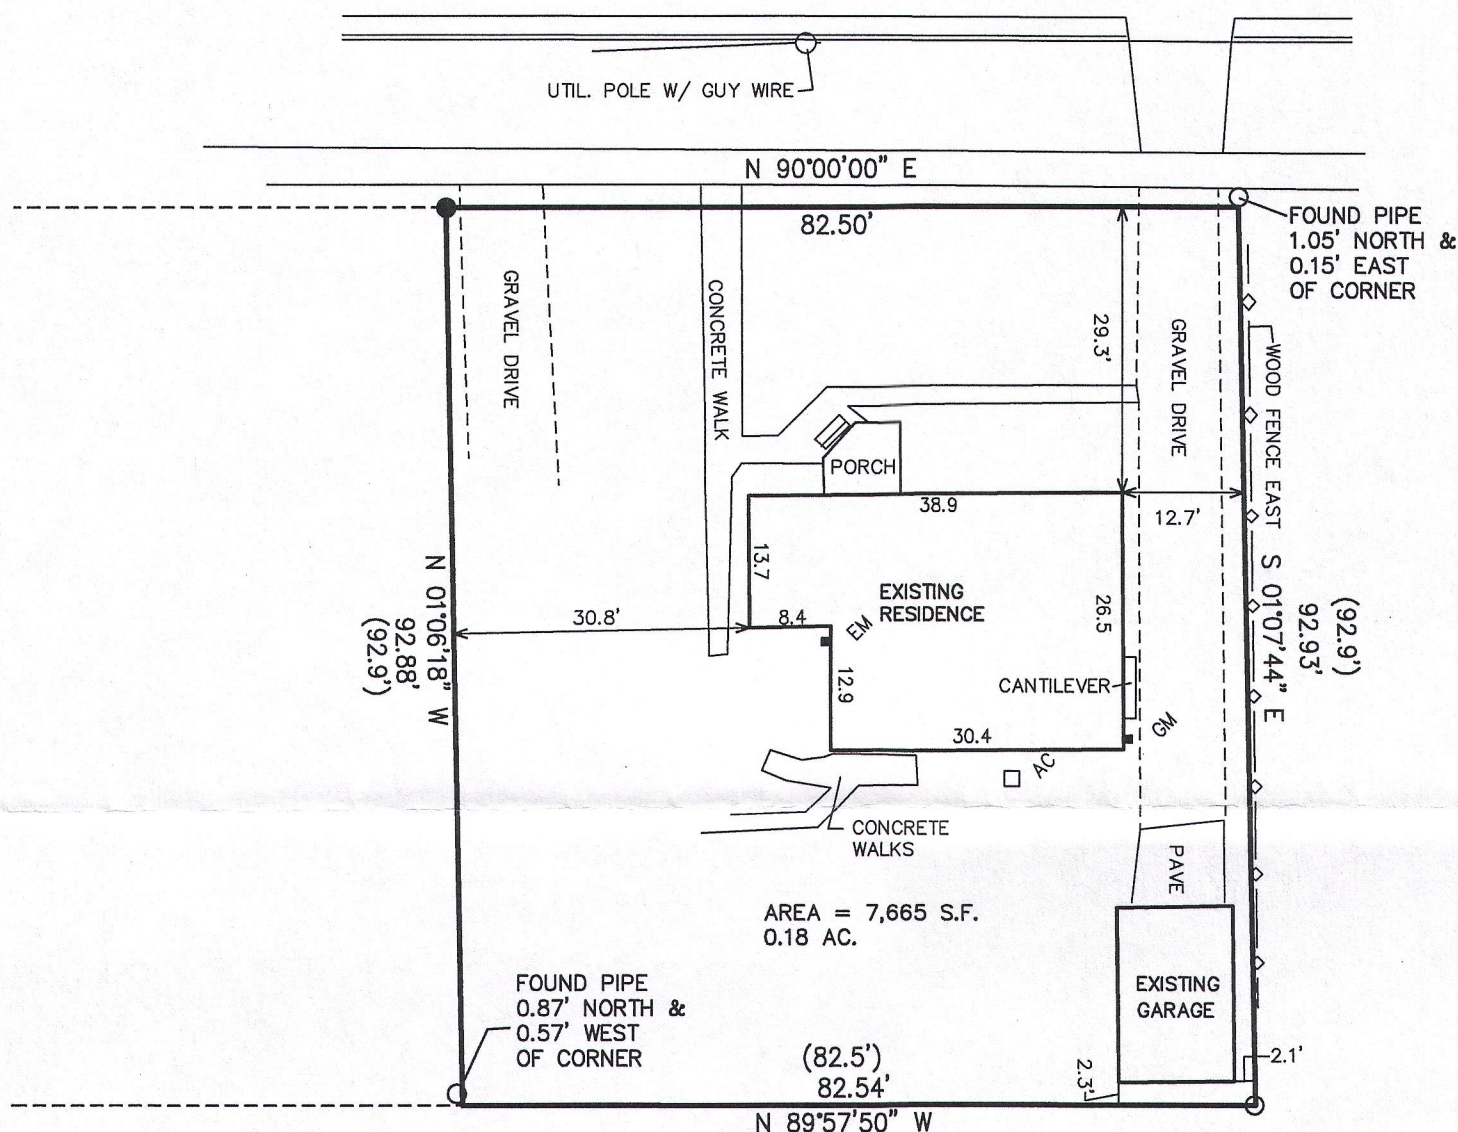 UTIL. POLE W/ GUY WIRE
N 90°00'00" E
82.50'
FOUND PIPE
1.05' NORTH &
0.15' EAST
OF CORNER
GRAVEL DRIVE
CONCRETE WALK
29.3'
GRAVEL DRIVE
WOOD FENCE EAST
PORCH
38.9
12.7'
13.7
EXISTING
RESIDENCE
26.5
S 01°07'44" E
92.93'
(92.9')
N 01°06'18" W
92.88'
(92.9')
30.8'
8.4
EM
12.9
CANTILEVER
GM
30.4
AC
CONCRETE
WALKS
PAVE
AREA = 7,665 S.F.
0.18 AC.
FOUND PIPE
0.87' NORTH &
0.57' WEST
OF CORNER
EXISTING
GARAGE
2.1'
2.3'
(82.5')
82.54'
N 89°57'50" W